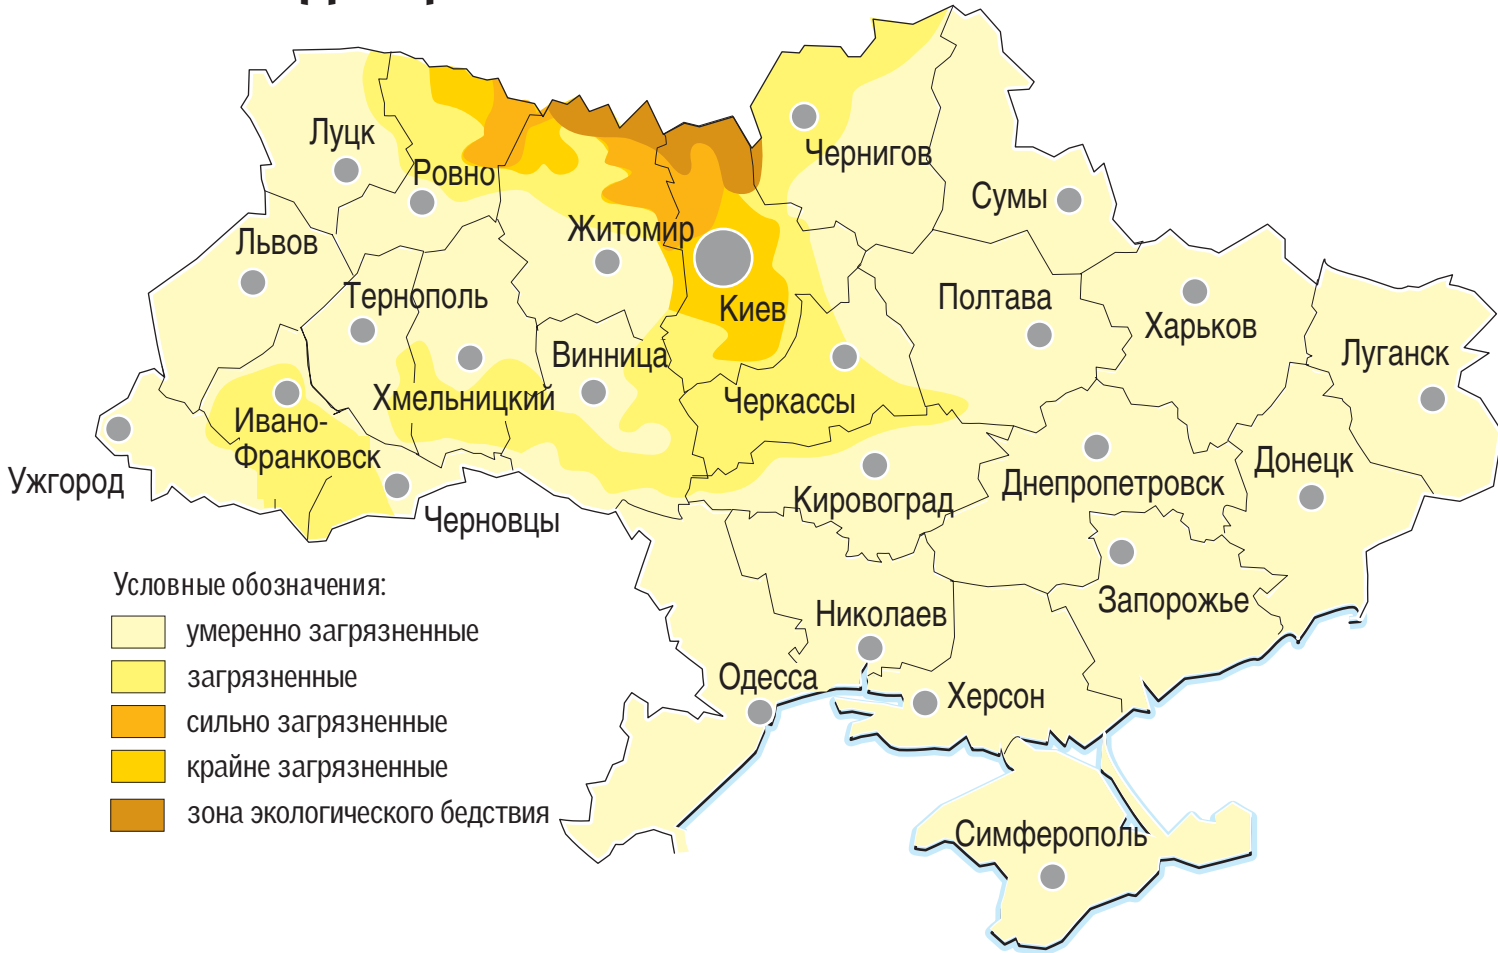 Луцк
Ровно
Чернигов
Сумы
Львов
Житомир
Тернополь
Киев
Полтава
Харьков
Винница
Луганск
Хмельницкий
Черкассы
Ивано-
Франковск
Ужгород
Черновцы
Кировоград
Днепропетровск
Донецк
Запорожье
Николаев
Одесса
Херсон
Симферополь
Условные обозначения:
умеренно загрязненные
загрязненные
сильно загрязненные
крайне загрязненные
зона экологического бедствия